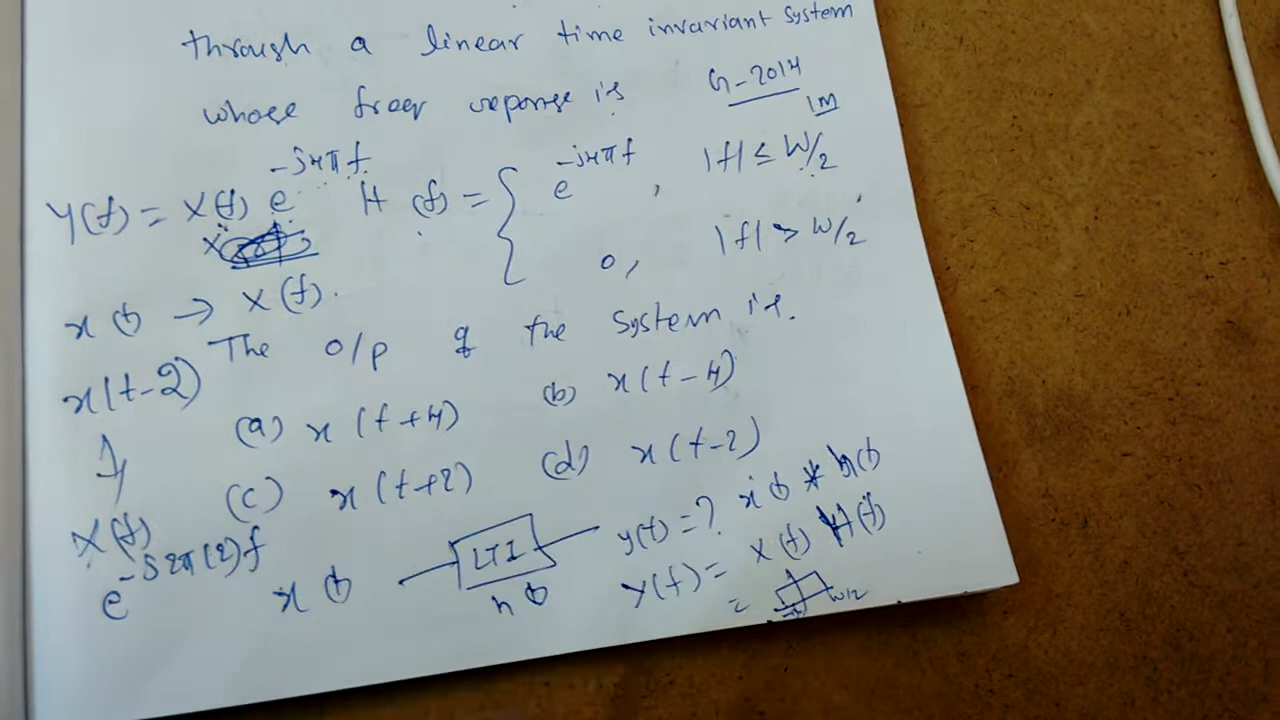 through a linear time invariant system
whose freq response is G-2014
1M
Y(f) = X(f) e^{-j4πf} H(f) = { e^{-j4πf}, |f| ≤ W/2
0, |f| > W/2
x(t) → X(f).
The o/p of the system is.
x(t-2)
(a) x(t+4) (b) x(t-4)
(c) x(t+2) (d) x(t-2)
X(f)
e^{-j2π(2)f}
x(t) LTI y(t) = ? x(t) * h(t)
h(t) Y(f) = X(f) H(f)
= W/2